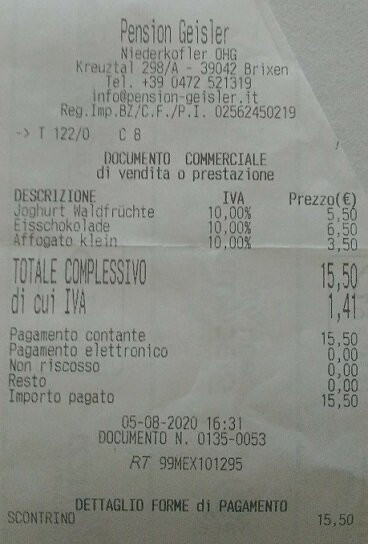 Pension Geisler
Niederkofler OHG
Kreuztal 298/A - 39042 Brixen
Tel. +39 0472 521319
info@pension-geisler.it
Reg.Imp.BZ/C.F./P.I. 02562450219
-> T 122/0 C 8
DOCUMENTO COMMERCIALE
di vendita o prestazione
DESCRIZIONE IVA Prezzo(€)
Joghurt Waldfrüchte 10,00% 5,50
Eisschokolade 10,00% 6,50
Affogato klein 10,00% 3,50
TOTALE COMPLESSIVO 15,50
di cui IVA 1,41
Pagamento contante 15,50
Pagamento elettronico 0,00
Non riscosso 0,00
Resto 0,00
Importo pagato 15,50
05-08-2020 16:31
DOCUMENTO N. 0135-0053
RT 99MEX101295
DETTAGLIO FORME di PAGAMENTO
SCONTRINO 15,50